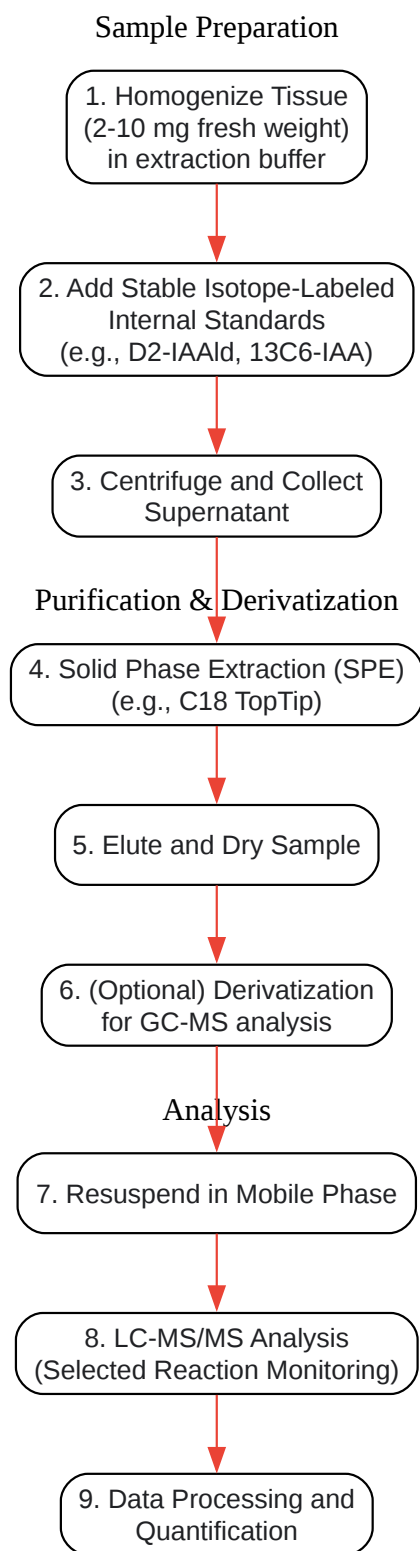 Sample Preparation
1. Homogenize Tissue
(2-10 mg fresh weight)
in extraction buffer
2. Add Stable Isotope-Labeled
Internal Standards
(e.g., D2-IAAld, 13C6-IAA)
3. Centrifuge and Collect
Supernatant
Purification & Derivatization
4. Solid Phase Extraction (SPE)
(e.g., C18 TopTip)
5. Elute and Dry Sample
6. (Optional) Derivatization
for GC-MS analysis
Analysis
7. Resuspend in Mobile Phase
8. LC-MS/MS Analysis
(Selected Reaction Monitoring)
9. Data Processing and
Quantification